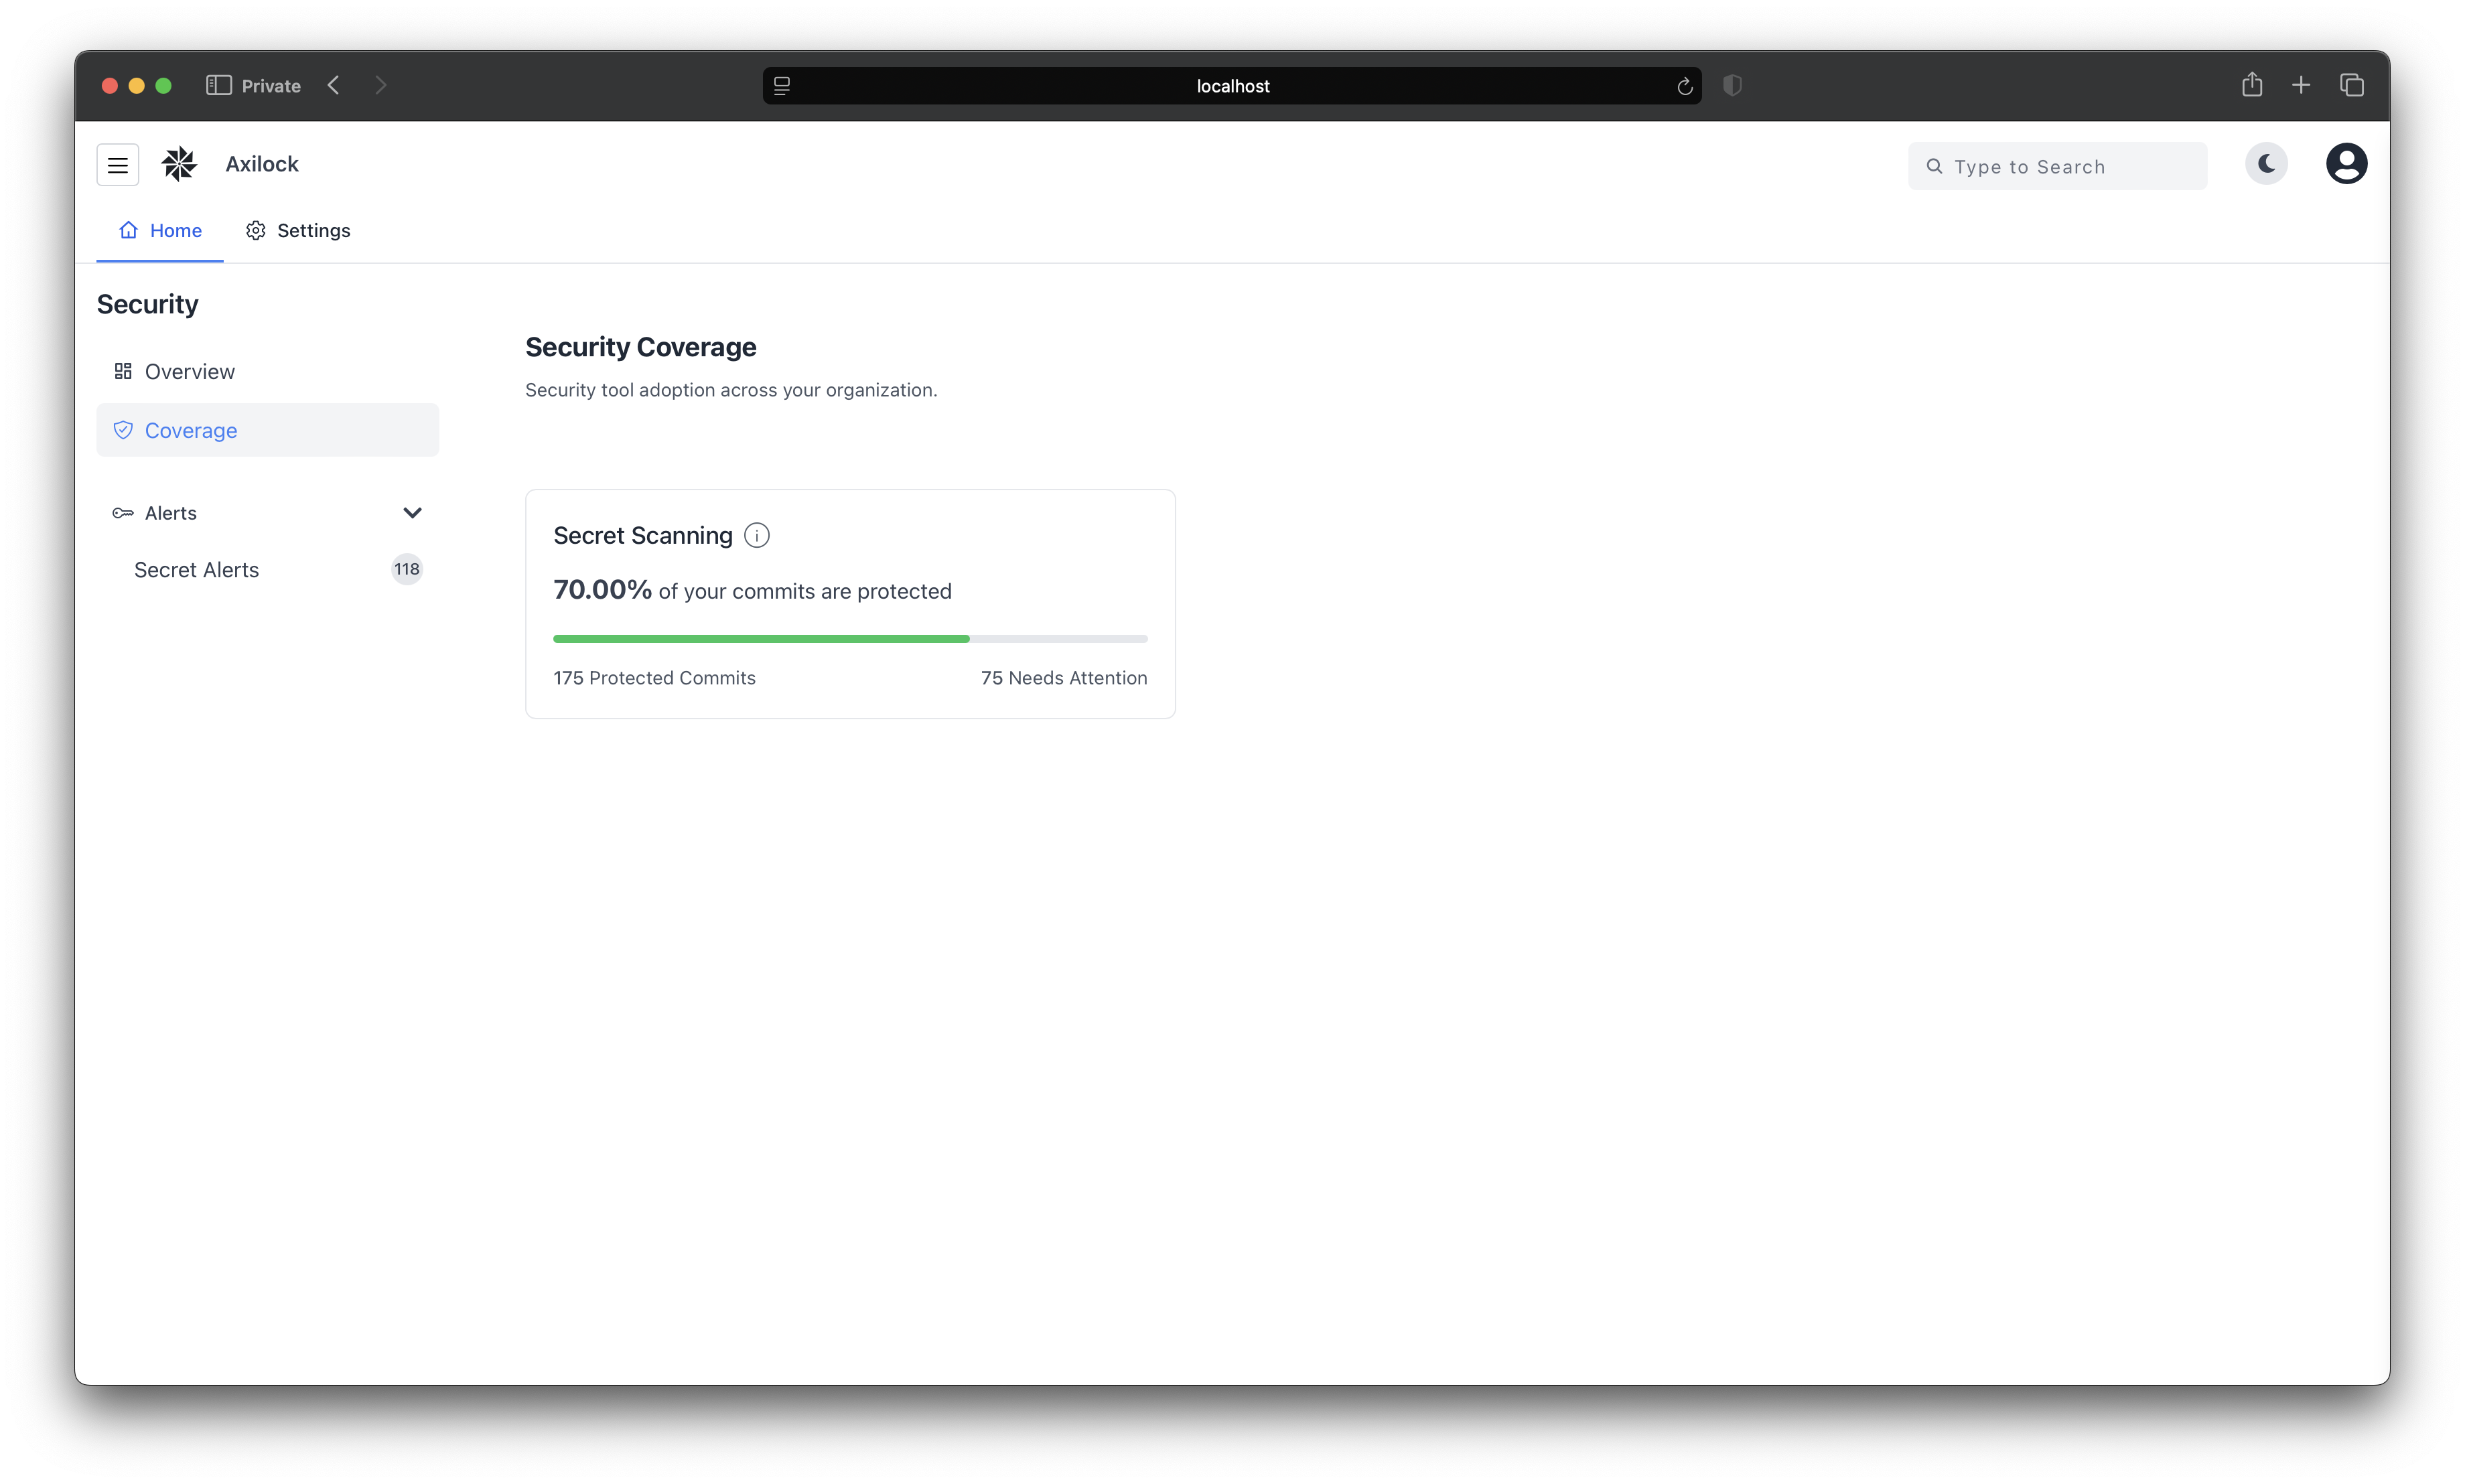 Private
localhost
Axilock
Type to Search
Home
Settings
Security
Overview
Coverage
Alerts
Secret Alerts
118
Security Coverage
Security tool adoption across your organization.
Secret Scanning
70.00% of your commits are protected
175 Protected Commits
75 Needs Attention